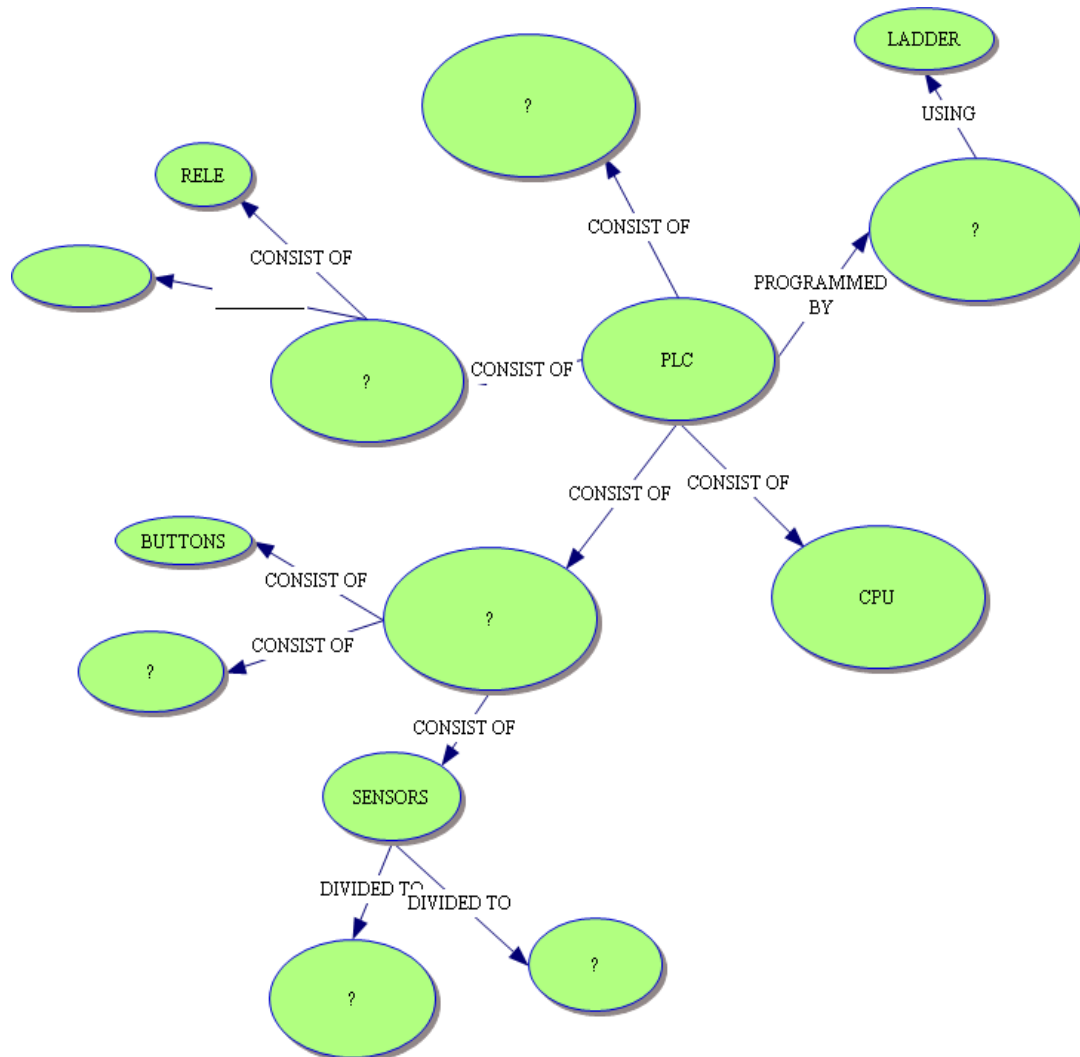 LADDER
?
USING
RELE
CONSIST OF
?
CONSIST OF
PROGRAMMED
BY
PLC
CONSIST OF
?
CONSIST OF
CONSIST OF
BUTTONS
CONSIST OF
CPU
?
CONSIST OF
?
CONSIST OF
SENSORS
DIVIDED TO
DIVIDED TO
?
?